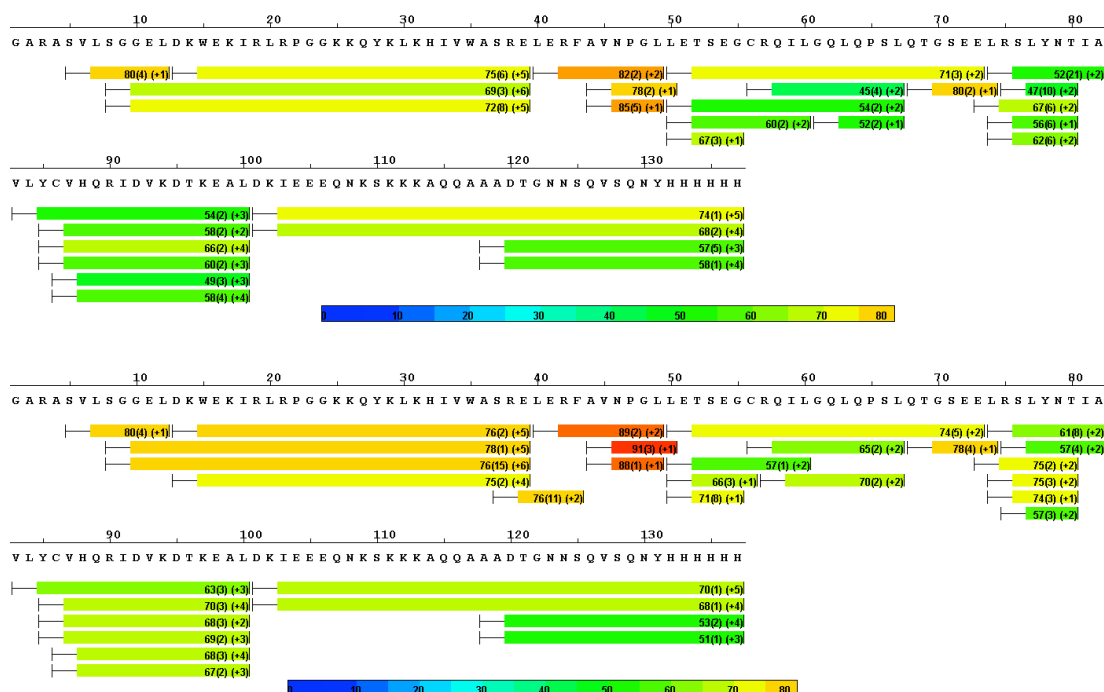 10 20 30 40 50 60 70 80
G A R A S V L S G G E L D K W E K I R L R P G G K K Q Y K L K H I V W A S R E L E R F A V N P G L L E T S E G C R Q I L G Q L Q P S L Q T G S E E L R S L Y N T I A
80(4) (+1) 75(6) (+5) 82(2) (+2) 71(3) (+2) 52(21) (+2)
69(3) (+6) 78(2) (+1) 45(4) (+2) 80(2) (+1) 47(10) (+2)
72(8) (+5) 85(5) (+1) 54(2) (+2) 67(6) (+2)
60(2) (+2) 52(2) (+1) 56(6) (+1)
67(3) (+1) 62(6) (+2)
90 100 110 120 130
V L Y C V H Q R I D V K D T K E A L D K I E E E Q N K S K K K A Q Q A A A D T G N N S Q V S Q N Y H H H H H H
54(2) (+3) 74(1) (+5)
58(2) (+2) 68(2) (+4)
66(2) (+4) 57(5) (+3)
60(2) (+3) 58(1) (+4)
49(3) (+3)
58(4) (+4)
0 10 20 30 40 50 60 70 80
10 20 30 40 50 60 70 80
G A R A S V L S G G E L D K W E K I R L R P G G K K Q Y K L K H I V W A S R E L E R F A V N P G L L E T S E G C R Q I L G Q L Q P S L Q T G S E E L R S L Y N T I A
80(4) (+1) 76(2) (+5) 89(2) (+2) 74(5) (+2) 61(8) (+2)
78(1) (+5) 91(3) (+1) 65(2) (+2) 78(4) (+1) 57(4) (+2)
76(15) (+6) 88(1) (+1) 57(1) (+2) 75(2) (+2)
75(2) (+4) 66(3) (+1) 70(2) (+2) 75(3) (+2)
76(11) (+2) 71(8) (+1) 74(3) (+1)
57(3) (+2)
90 100 110 120 130
V L Y C V H Q R I D V K D T K E A L D K I E E E Q N K S K K K A Q Q A A A D T G N N S Q V S Q N Y H H H H H H
63(3) (+3) 70(1) (+5)
70(3) (+4) 68(1) (+4)
68(3) (+2) 53(2) (+4)
69(2) (+3) 51(1) (+3)
68(3) (+4)
67(2) (+3)
0 10 20 30 40 50 60 70 80